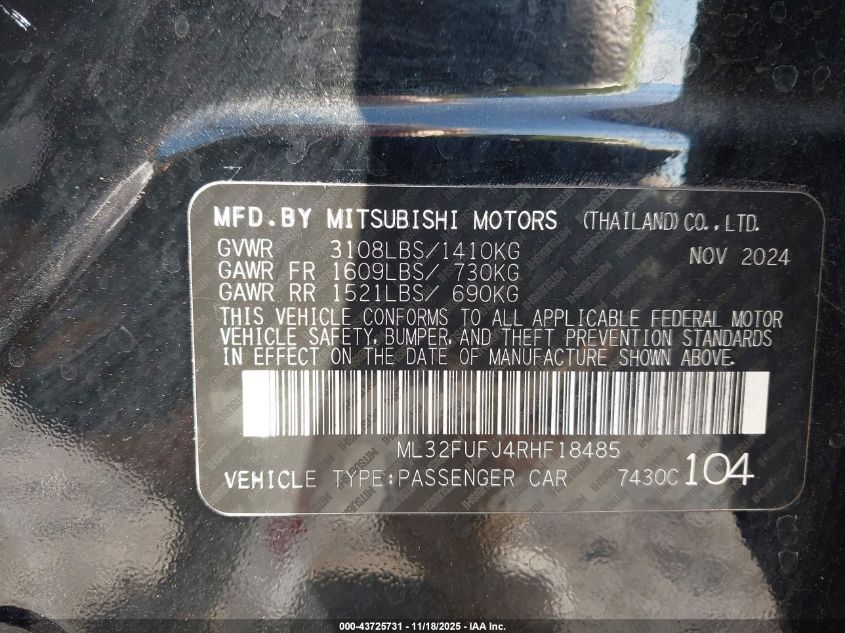 MFD.BY MITSUBISHI MOTORS (THAILAND)CO.,LTD.
GVWR 3108LBS/1410KG NOV 2024
GAWR FR 1609LBS/ 730KG
GAWR RR 1521LBS/ 690KG
THIS VEHICLE CONFORMS TO ALL APPLICABLE FEDERAL MOTOR
VEHICLE SAFETY, BUMPER, AND THEFT PREVENTION STANDARDS
IN EFFECT ON THE DATE OF MANUFACTURE SHOWN ABOVE.
ML32FUFJ4RHF18485
VEHICLE TYPE:PASSENGER CAR 7430C 104
000-43725731 - 11/18/2025 - IAA Inc.